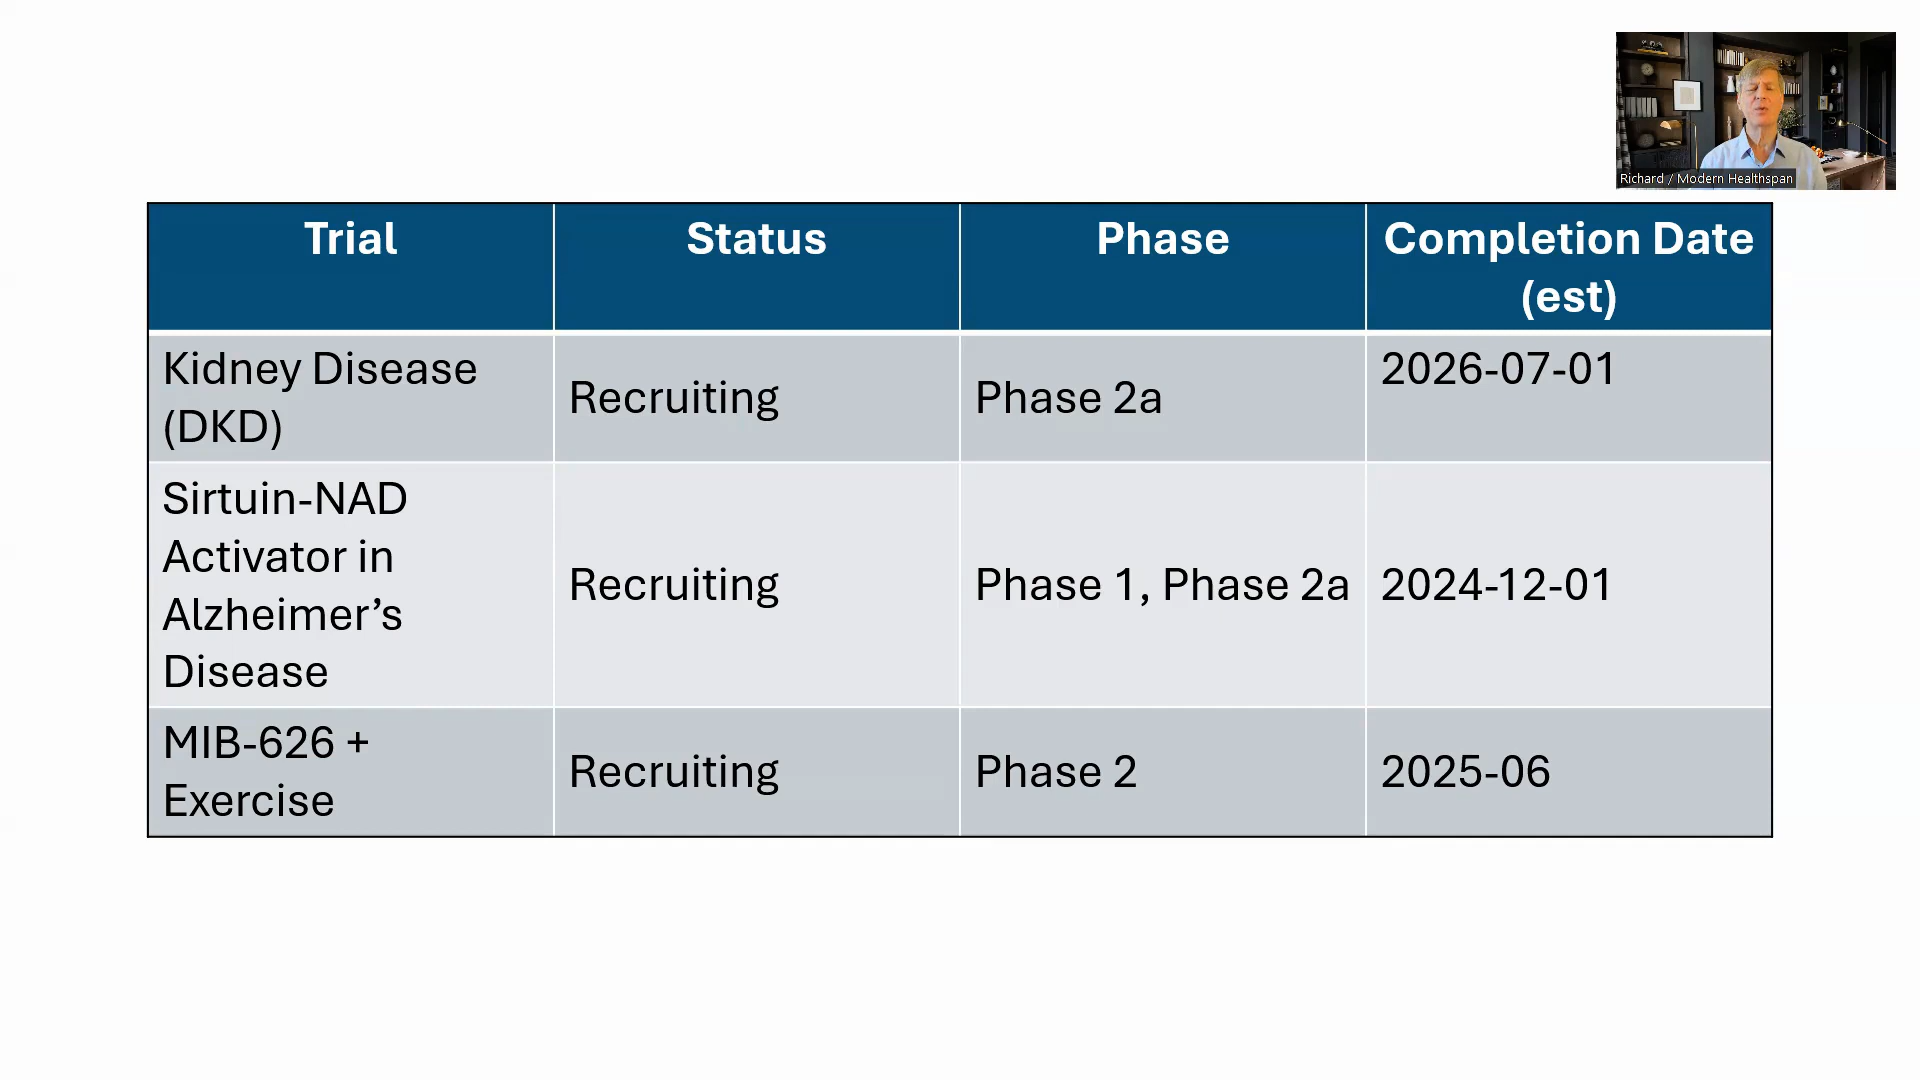 Richard / Modern Healthspan
Trial
Status
Phase
Completion Date
(est)
Kidney Disease
(DKD)
Recruiting
Phase 2a
2026-07-01
Sirtuin-NAD
Activator in
Alzheimer’s
Disease
Recruiting
Phase 1, Phase 2a
2024-12-01
MIB-626 +
Exercise
Recruiting
Phase 2
2025-06